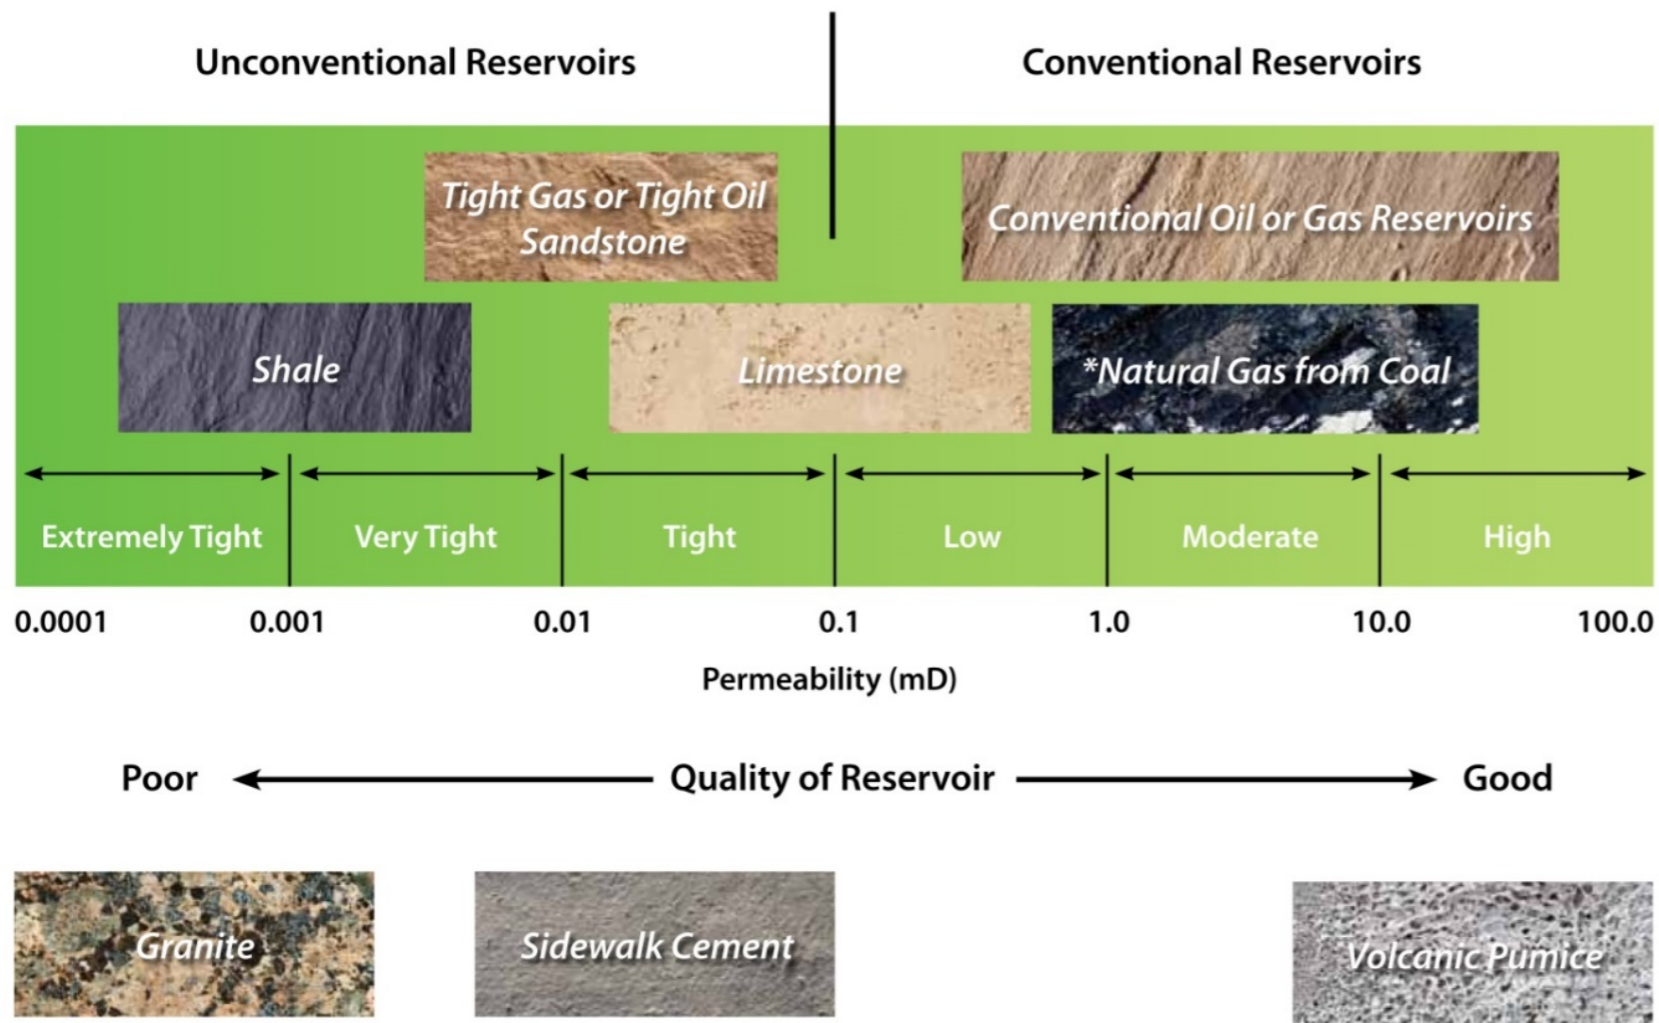 Unconventional Reservoirs
Conventional Reservoirs
Tight Gas or Tight Oil
Sandstone
Conventional Oil or Gas Reservoirs
Shale
Limestone
*Natural Gas from Coal
Extremely Tight
Very Tight
Tight
Low
Moderate
High
0.0001
0.001
0.01
0.1
1.0
10.0
100.0
Permeability (mD)
Poor
Quality of Reservoir
Good
Granite
Sidewalk Cement
Volcanic Pumice